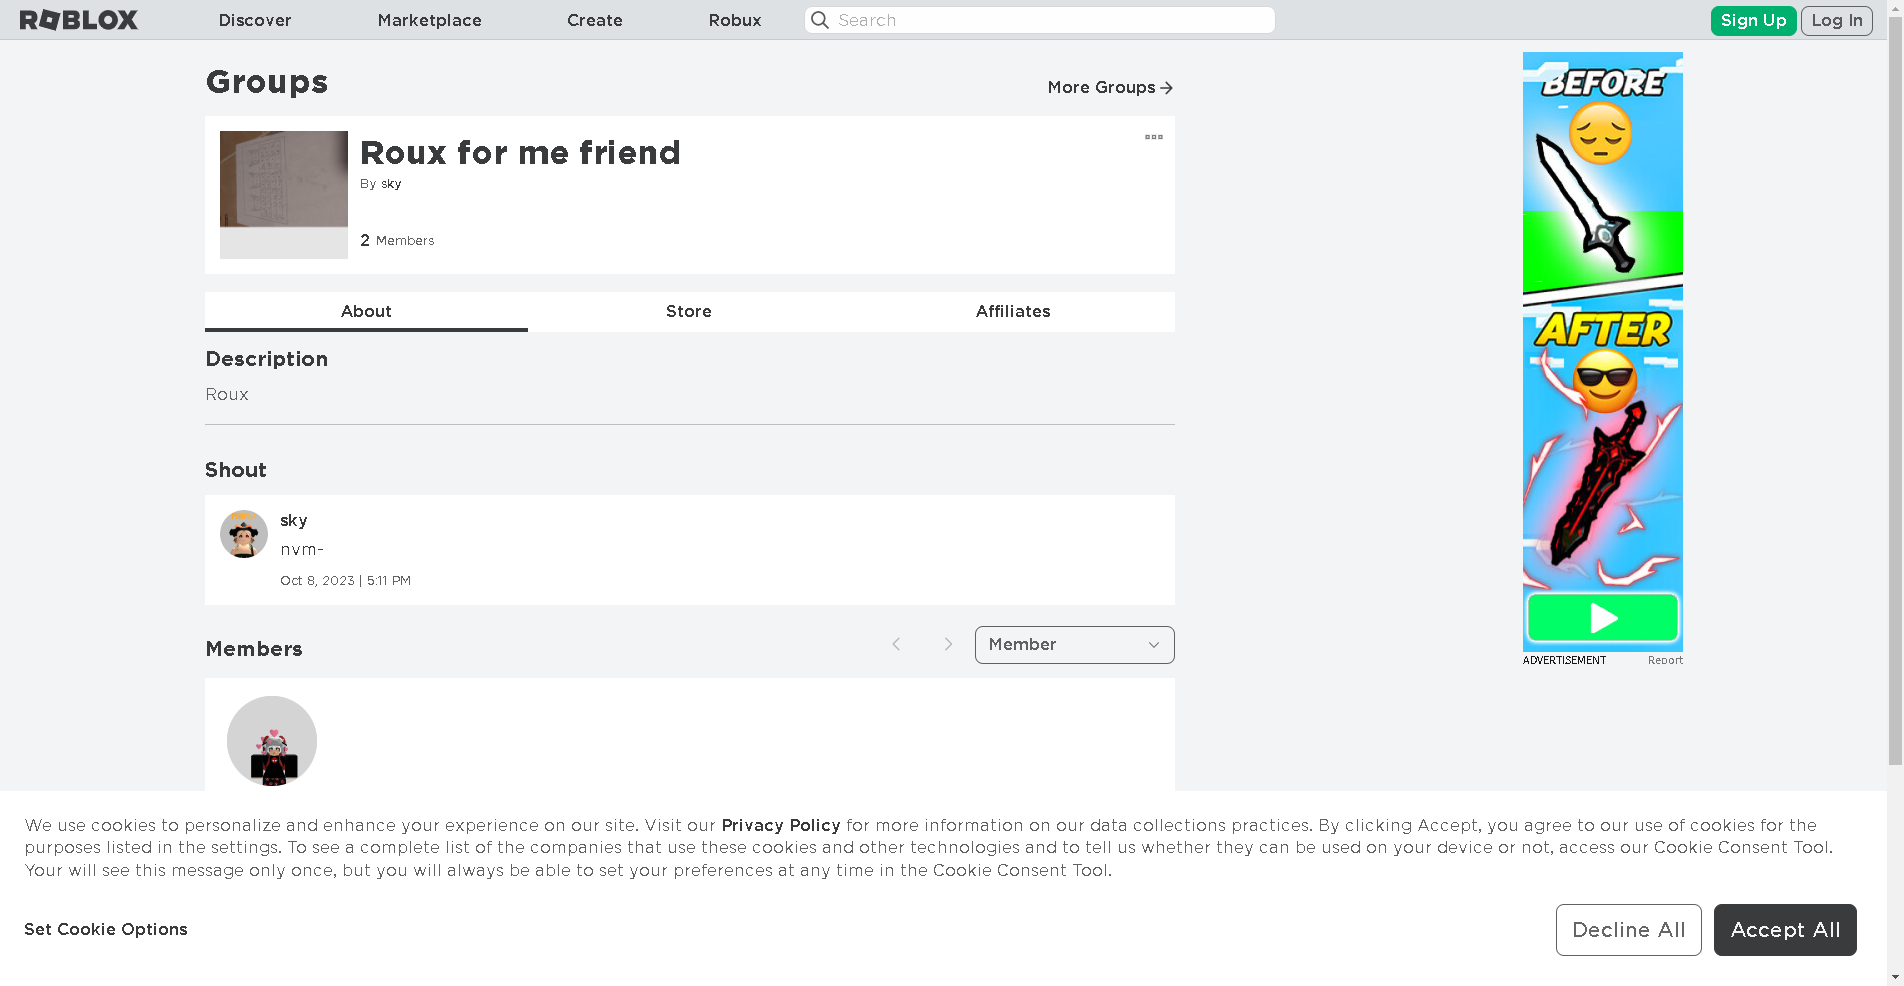 ROBLOX
Discover
Marketplace
Create
Robux
Search
Sign Up
Log In
Groups
More Groups
Roux for me friend
By sky
2 Members
About
Store
Affiliates
Description
Roux
Shout
sky
nvm-
Oct 8, 2023 | 5:11 PM
Members
Member
BEFORE
AFTER
ADVERTISEMENT
Report
We use cookies to personalize and enhance your experience on our site. Visit our Privacy Policy for more information on our data collections practices. By clicking Accept, you agree to our use of cookies for the
purposes listed in the settings. To see a complete list of the companies that use these cookies and other technologies and to tell us whether they can be used on your device or not, access our Cookie Consent Tool.
Your will see this message only once, but you will always be able to set your preferences at any time in the Cookie Consent Tool.
Set Cookie Options
Decline All
Accept All